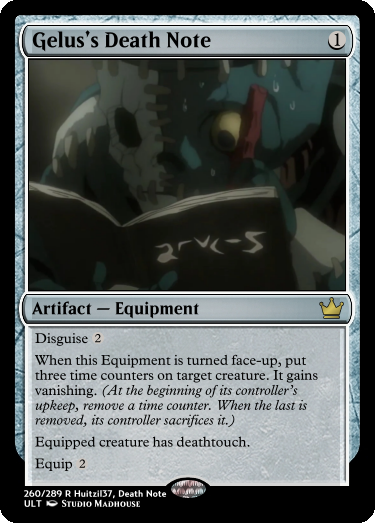 Gelus's Death Note 1
Artifact — Equipment
Disguise 2
When this Equipment is turned face-up, put
three time counters on target creature. It gains
vanishing. (At the beginning of its controller's
upkeep, remove a time counter. When the last is
removed, its controller sacrifices it.)
Equipped creature has deathtouch.
Equip 2
260/289 R Huitzil37, Death Note
ULT Studio Madhouse